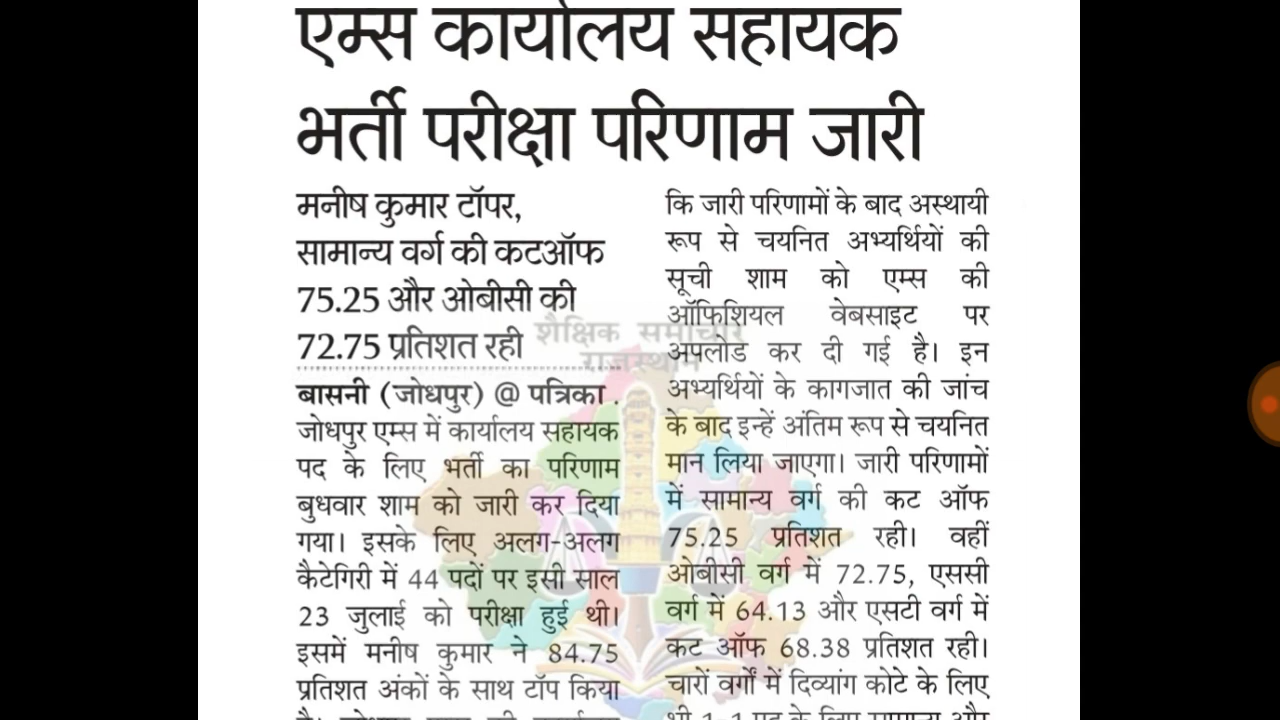 एम्स कार्यालय सहायक
भर्ती परीक्षा परिणाम जारी
मनीष कुमार टॉपर,
सामान्य वर्ग की कटऑफ
75.25 और ओबीसी की
72.75 प्रतिशत रही
बासनी (जोधपुर) @ पत्रिका .
जोधपुर एम्स में कार्यालय सहायक
पद के लिए भर्ती का परिणाम
बुधवार शाम को जारी कर दिया
गया। इसके लिए अलग-अलग
कैटेगिरी में 44 पदों पर इसी साल
23 जुलाई को परीक्षा हुई थी।
इसमें मनीष कुमार ने 84.75
प्रतिशत अंकों के साथ टॉप किया
कि जारी परिणामों के बाद अस्थायी
रूप से चयनित अभ्यर्थियों की
सूची शाम को एम्स की
ऑफिशियल वेबसाइट पर
अपलोड कर दी गई है। इन
अभ्यर्थियों के कागजात की जांच
के बाद इन्हें अंतिम रूप से चयनित
मान लिया जाएगा। जारी परिणामों
में सामान्य वर्ग की कट ऑफ
75.25 प्रतिशत रही। वहीं
ओबीसी वर्ग में 72.75, एससी
वर्ग में 64.13 और एसटी वर्ग में
कट ऑफ 68.38 प्रतिशत रही।
चारों वर्गों में दिव्यांग कोटे के लिए
शैक्षिक समाचार
राजस्थान